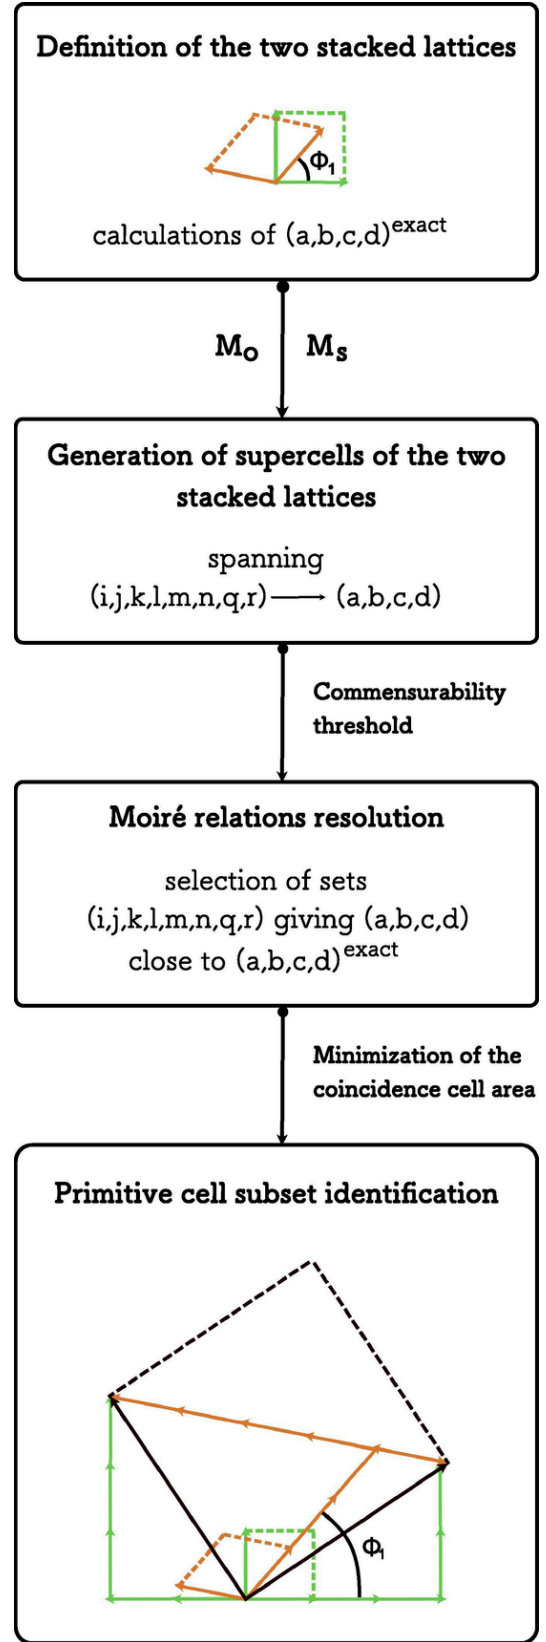 Definition of the two stacked lattices
Φ₁
calculations of (a,b,c,d)^exact
M_o M_s
Generation of supercells of the two
stacked lattices
spanning
(i,j,k,l,m,n,q,r) ⟶ (a,b,c,d)
Commensurability
threshold
Moiré relations resolution
selection of sets
(i,j,k,l,m,n,q,r) giving (a,b,c,d)
close to (a,b,c,d)^exact
Minimization of the
coincidence cell area
Primitive cell subset identification
Φ₁